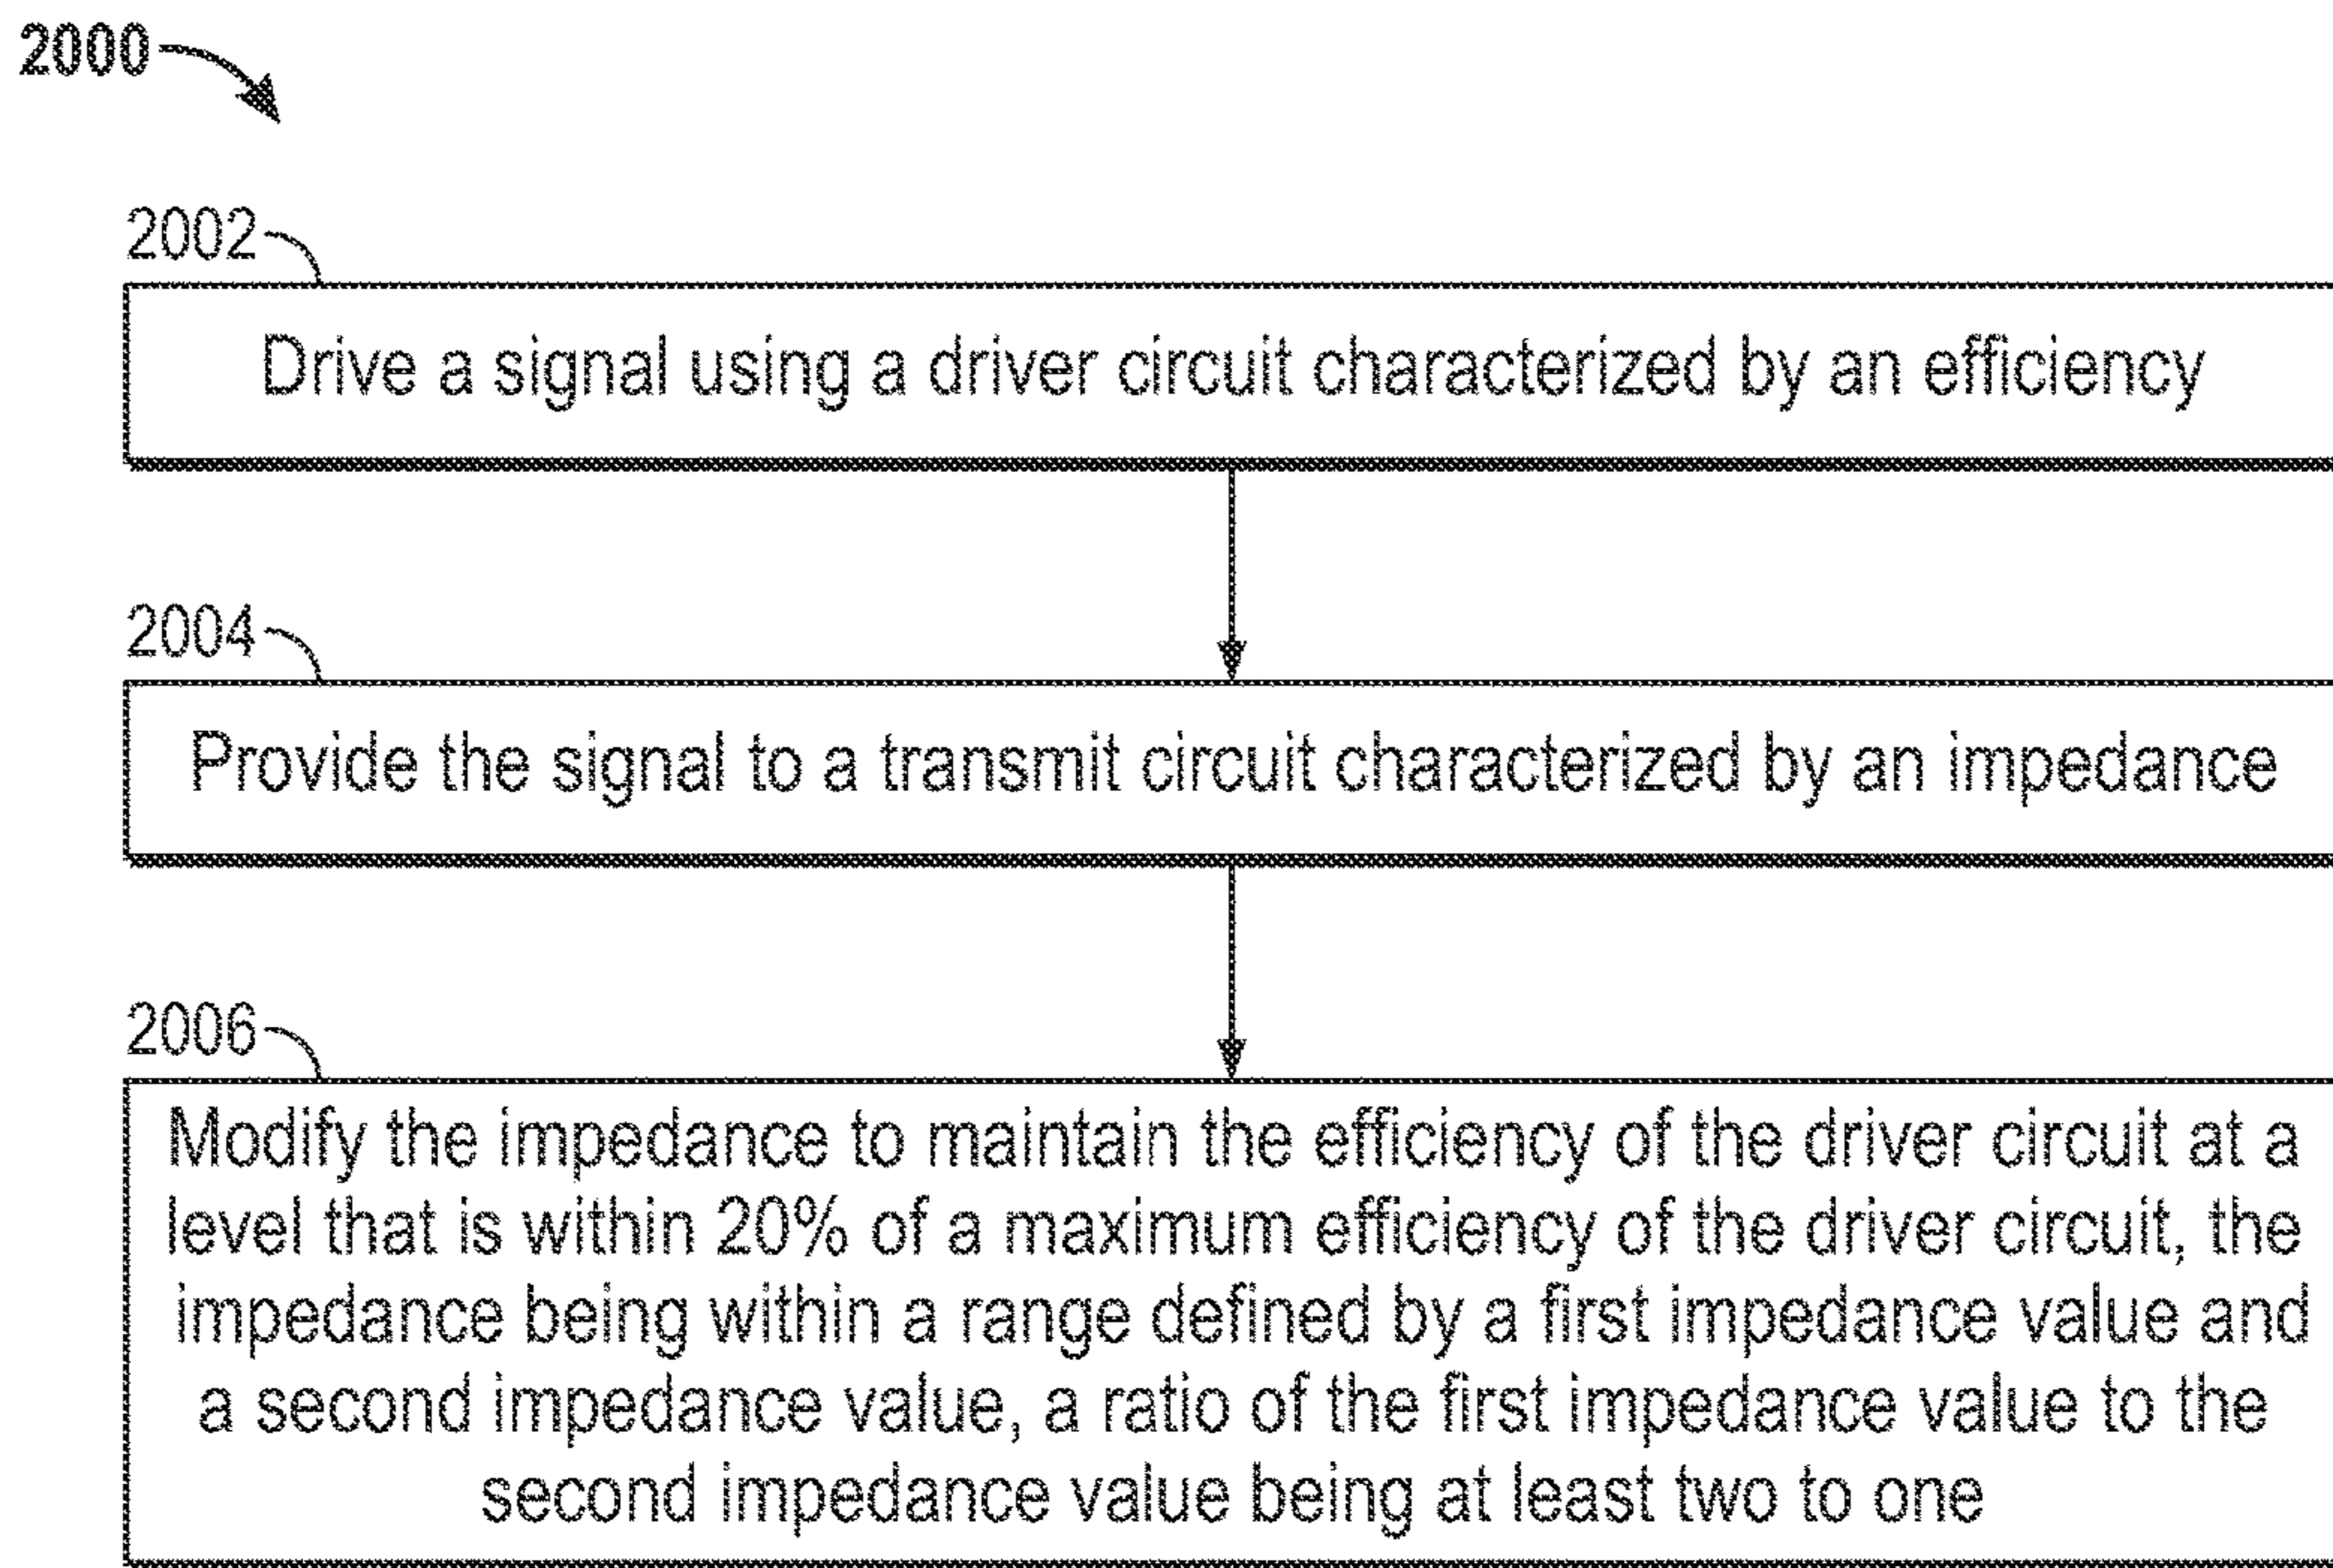 2000
2002
Drive a signal using a driver circuit characterized by an efficiency
2004
Provide the signal to a transmit circuit characterized by an impedance
2006
Modify the impedance to maintain the efficiency of the driver circuit at a
level that is within 20% of a maximum efficiency of the driver circuit, the
impedance being within a range defined by a first impedance value and
a second impedance value, a ratio of the first impedance value to the
second impedance value being at least two to one